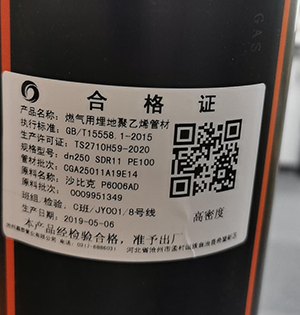 GAS
合格证
产品名称: 燃气用埋地聚乙烯管材
执行标准: GB/T15558.1-2015
生产许可证: TS2710H59-2020
规格型号: dn250 SDR11 PE100
管材批次: CGA25011A19E14
原料名称: 沙比克 P6006AD
原料批次: 0009951349
班组,检验, C班/JY001/8号线
生产日期: 2019-05-06
高密度
本产品经检验合格，准予出厂